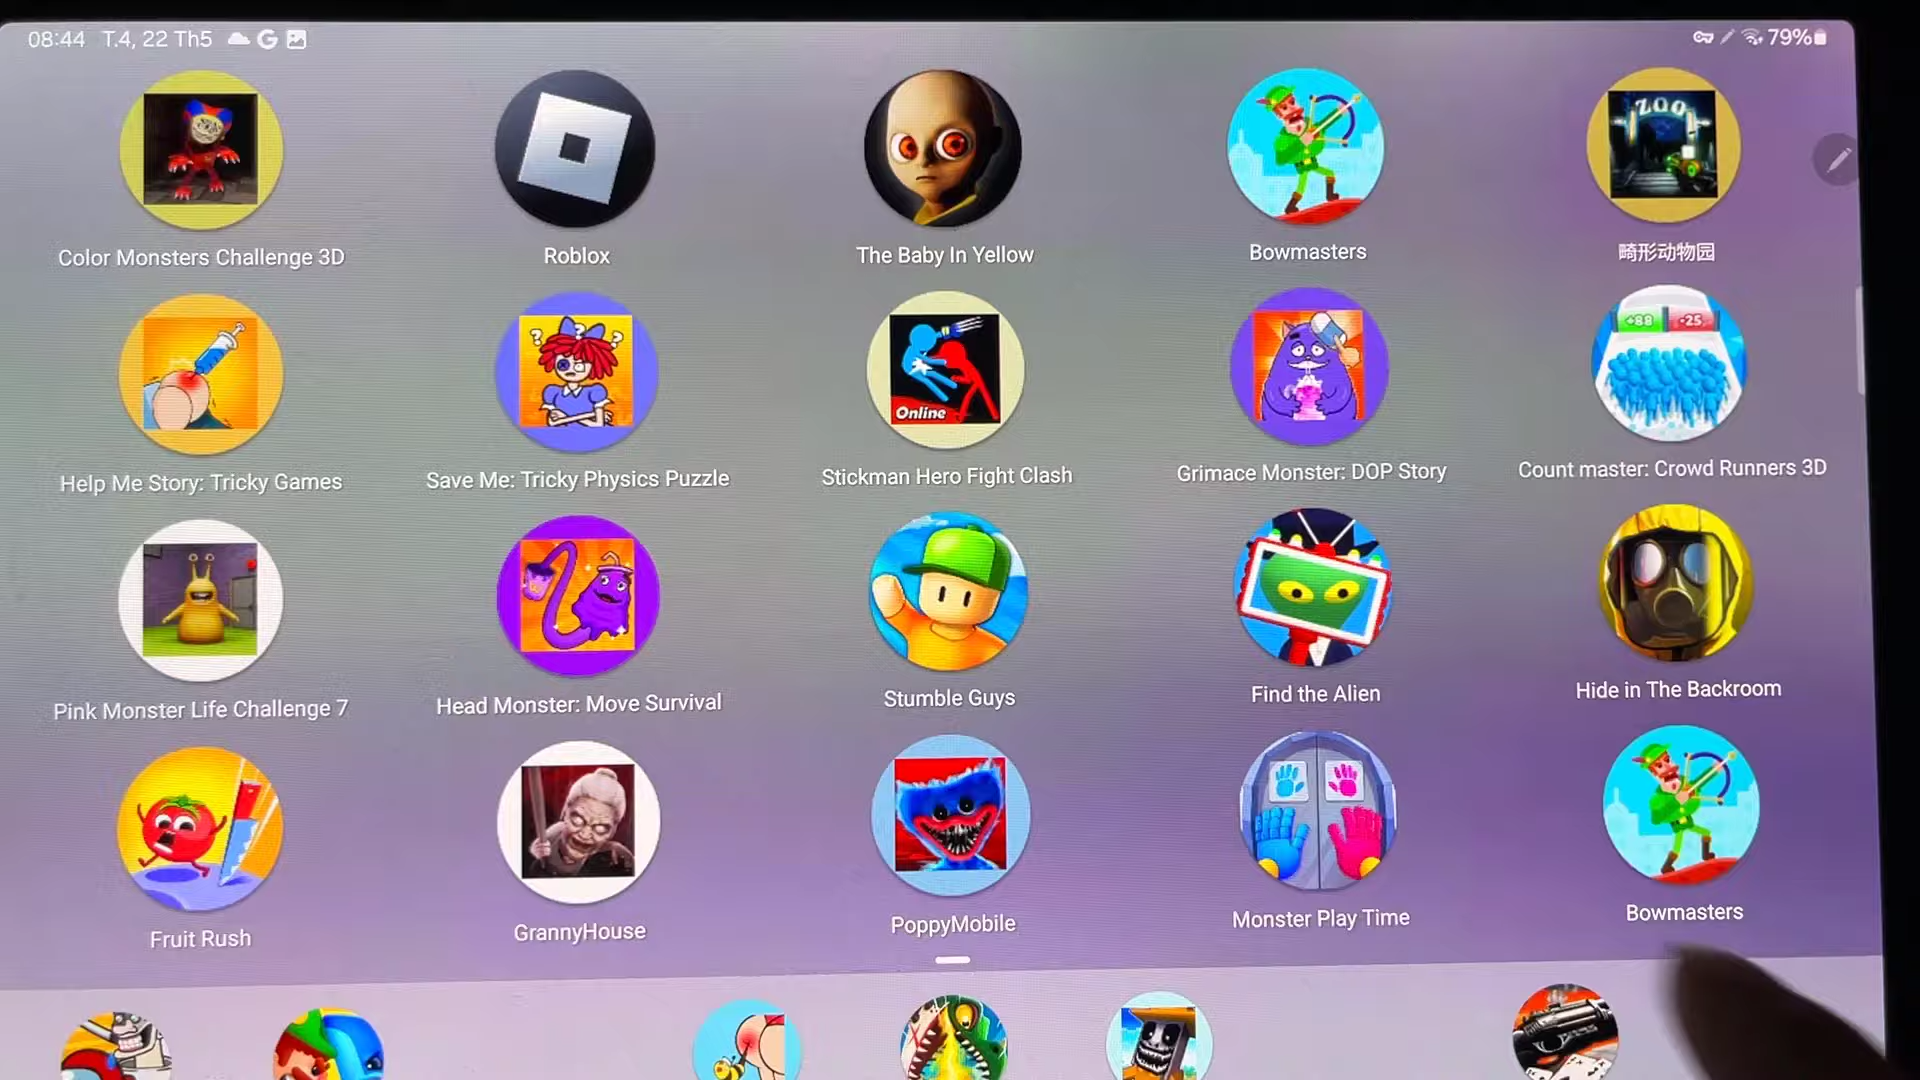 08:44 T.4, 22 Th5 G
79%
ZOO
Color Monsters Challenge 3D
Roblox
The Baby In Yellow
Bowmasters
畸形动物园
? ? ?
Online
+88 -25
Help Me Story: Tricky Games
Save Me: Tricky Physics Puzzle
Stickman Hero Fight Clash
Grimace Monster: DOP Story
Count master: Crowd Runners 3D
Pink Monster Life Challenge 7
Head Monster: Move Survival
Stumble Guys
Find the Alien
Hide in The Backroom
Fruit Rush
GrannyHouse
PoppyMobile
Monster Play Time
Bowmasters